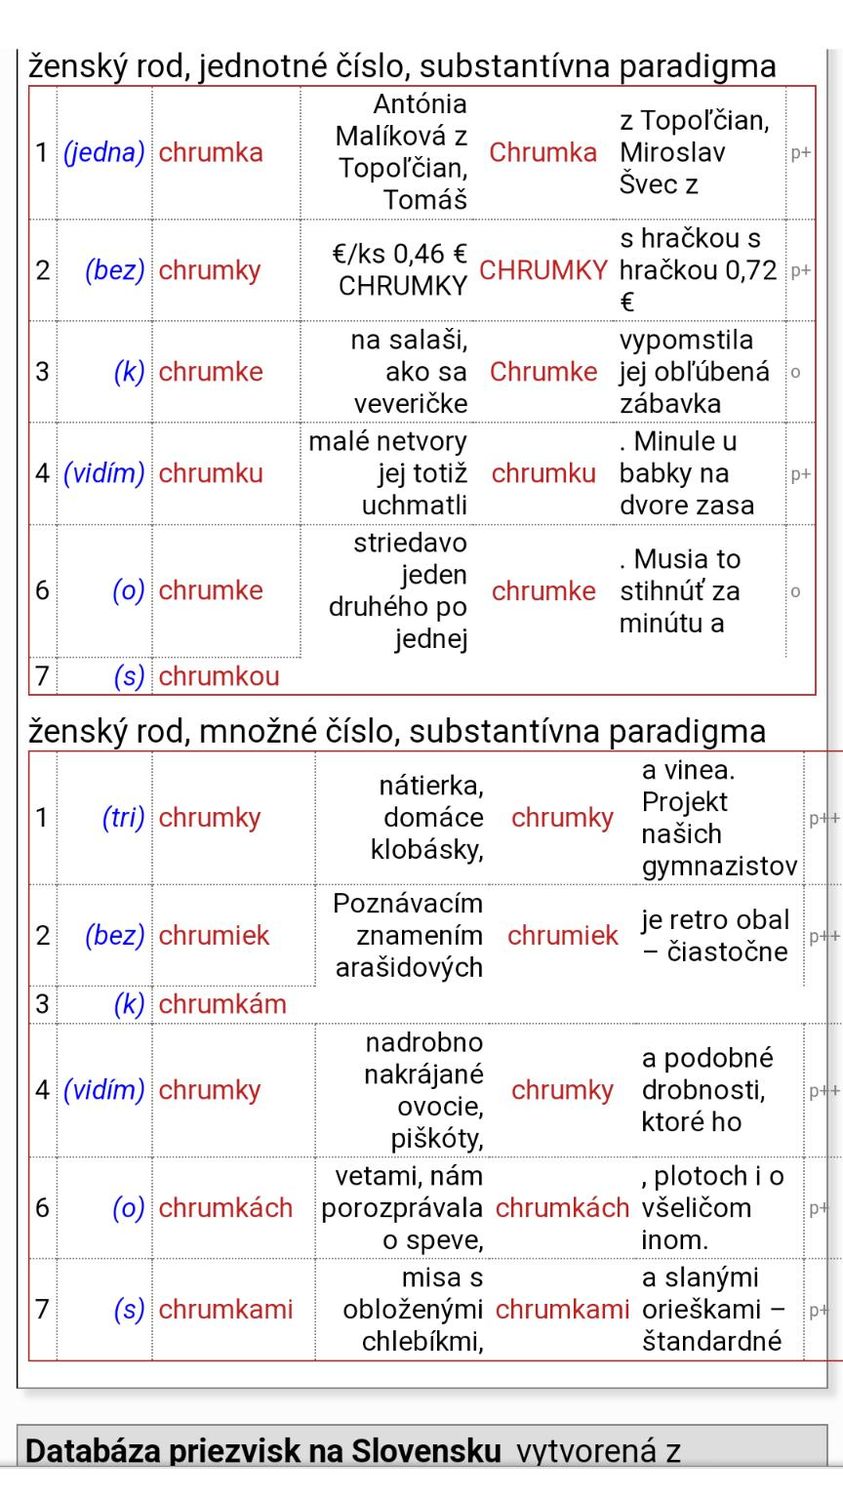 ženský rod, jednotné číslo, substantívna paradigma
1 (jedna) chrumka Antónia Malíková z Topoľčian, Tomáš Chrumka z Topoľčian, Miroslav Švec z p+
2 (bez) chrumky €/ks 0,46 € CHRUMKY CHRUMKY s hračkou s hračkou 0,72 € p+
3 (k) chrumke na salaši, ako sa veveričke Chrumke vypomstila jej obľúbená zábavka o
4 (vidím) chrumku malé netvory jej totiž uchmatli chrumku . Minule u babky na dvore zasa p+
6 (o) chrumke striedavo jeden druhého po jednej chrumke . Musia to stihnúť za minútu a o
7 (s) chrumkou
ženský rod, množné číslo, substantívna paradigma
1 (tri) chrumky nátierka, domáce klobásky, chrumky a vinea. Projekt našich gymnazistov p++
2 (bez) chrumiek Poznávacím znamením arašidových chrumiek je retro obal – čiastočne p++
3 (k) chrumkám
4 (vidím) chrumky nadrobno nakrájané ovocie, piškóty, chrumky a podobné drobnosti, ktoré ho p++
6 (o) chrumkách vetami, nám porozprávala o speve, chrumkách , plotoch i o všeličom inom. p+
7 (s) chrumkami misa s obloženými chlebíkmi, chrumkami a slanými orieškami – štandardné p+
Databáza priezvisk na Slovensku vytvorená z